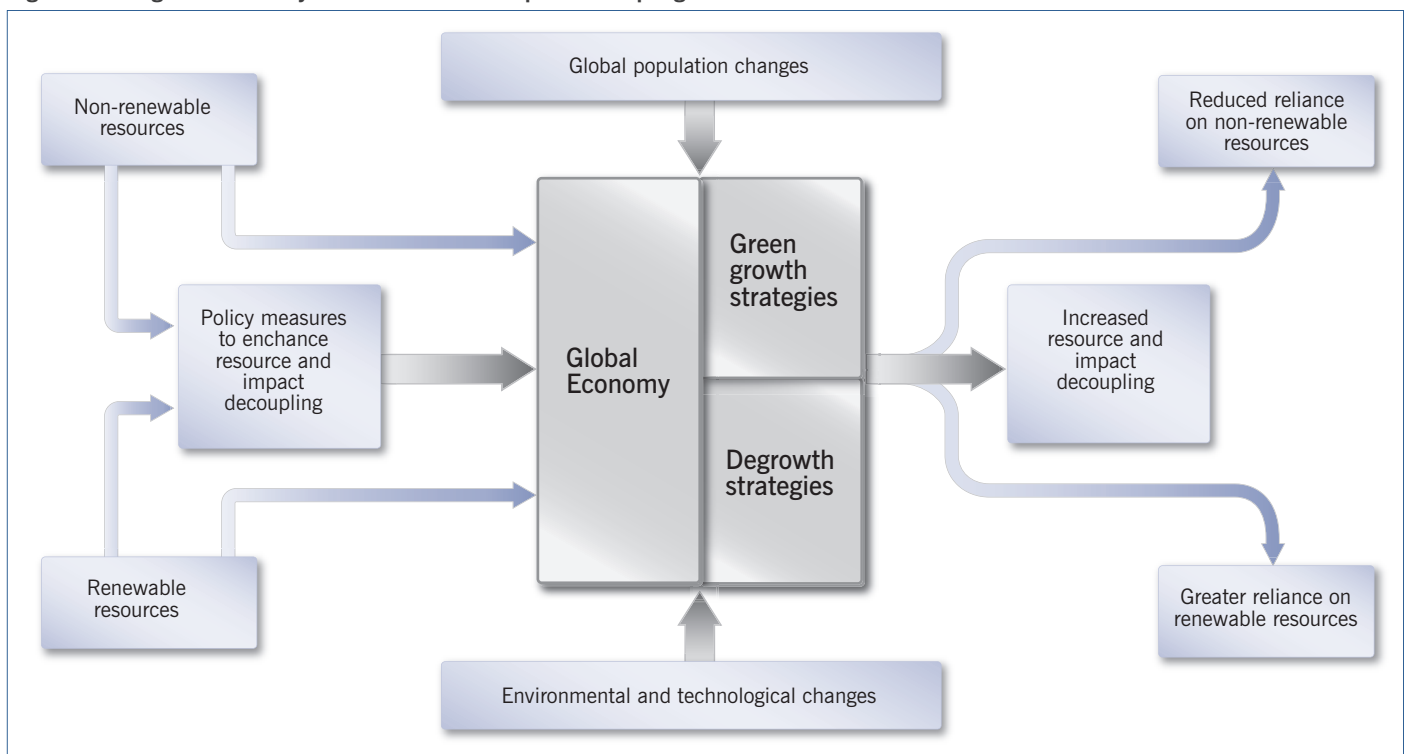 Global population changes
Non-renewable
resources
Reduced reliance
on non-renewable
resources
Policy measures
to enchance
resource and
impact
decoupling
Global
Economy
Green
growth
strategies
Degrowth
strategies
Increased
resource and
impact
decoupling
Renewable
resources
Greater reliance on
renewable resources
Environmental and technological changes